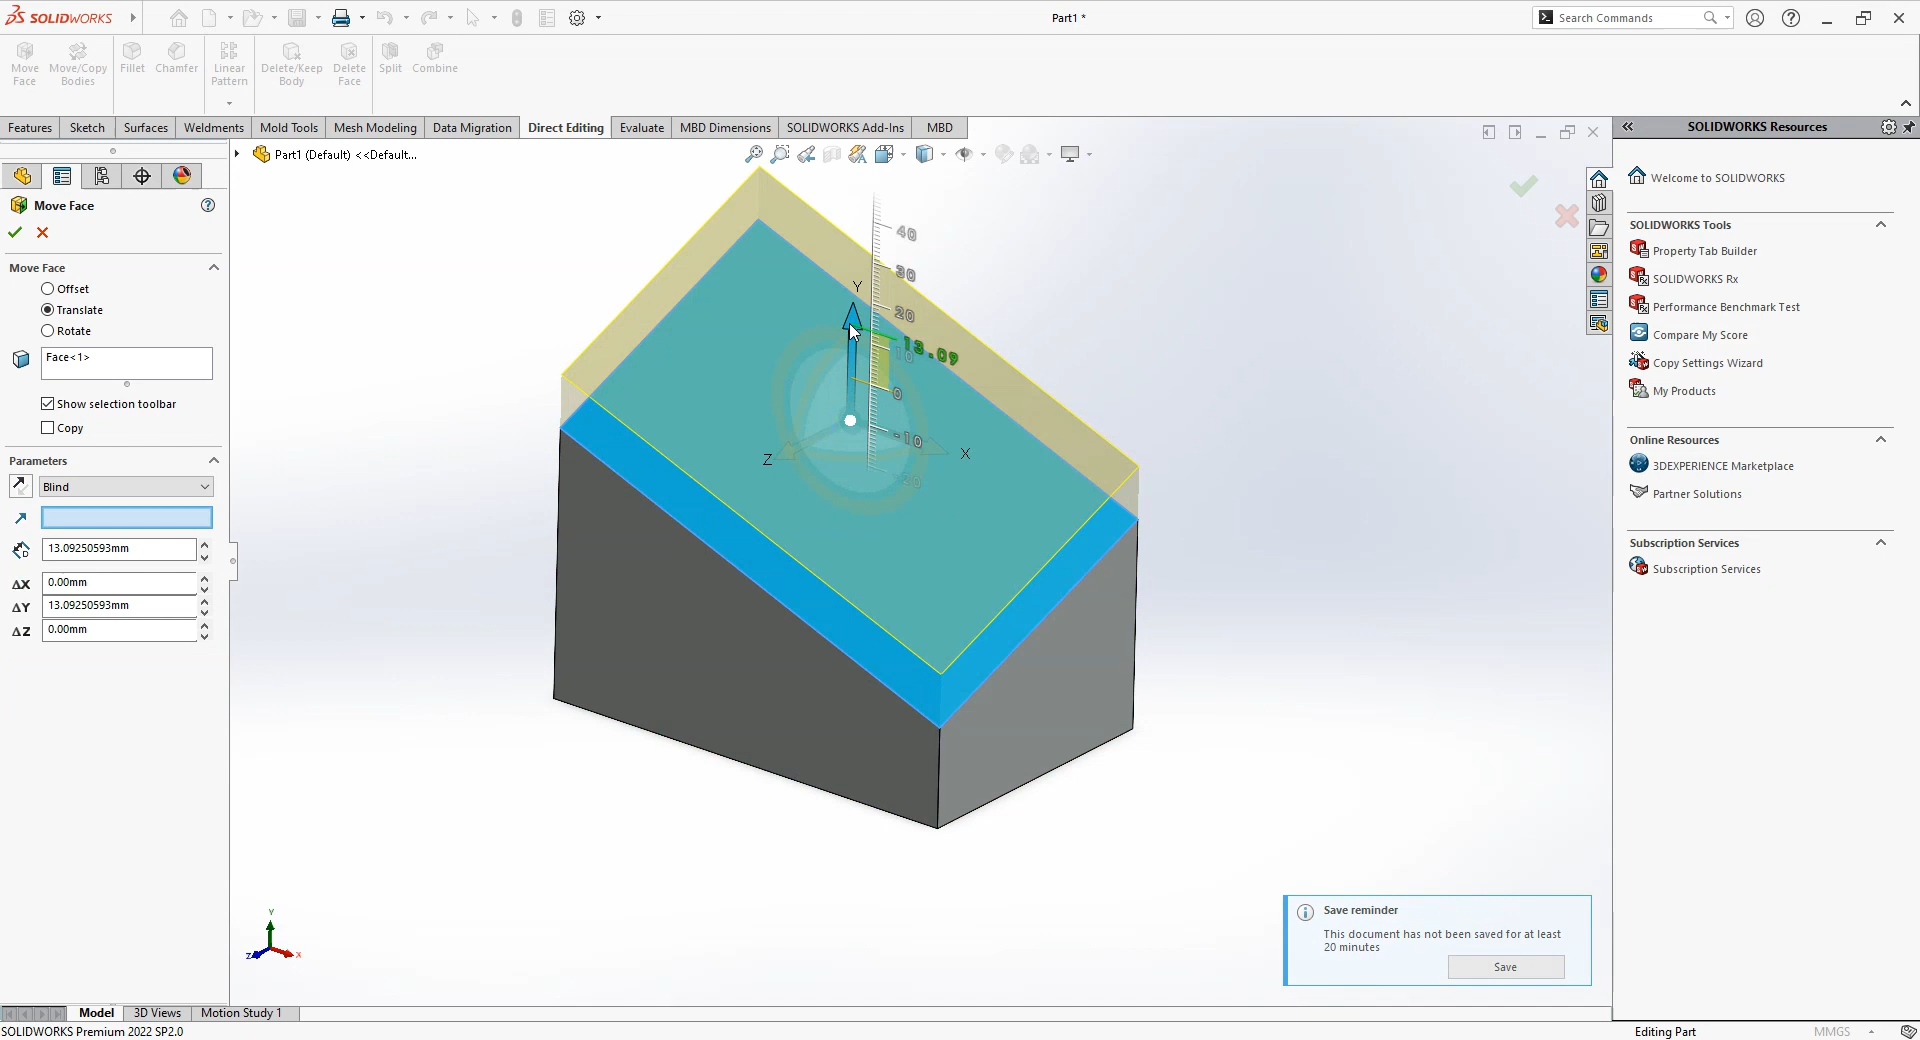 SOLIDWORKS
Part1 *
Search Commands
Move Face
Move/Copy Bodies
Fillet
Chamfer
Linear Pattern
Delete/Keep Body
Delete Face
Split
Combine
Features
Sketch
Surfaces
Weldments
Mold Tools
Mesh Modeling
Data Migration
Direct Editing
Evaluate
MBD Dimensions
SOLIDWORKS Add-Ins
MBD
SOLIDWORKS Resources
Part1 (Default) <<Default...
Move Face
Move Face
Offset
Translate
Rotate
Face<1>
Show selection toolbar
Copy
Parameters
Blind
13.09250593mm
ΔX
0.00mm
ΔY
13.09250593mm
ΔZ
0.00mm
40
30
20
10
0
-10
-20
13.09
Y
X
Z
Y
Z
X
Welcome to SOLIDWORKS
SOLIDWORKS Tools
Property Tab Builder
SOLIDWORKS Rx
Performance Benchmark Test
Compare My Score
Copy Settings Wizard
My Products
Online Resources
3DEXPERIENCE Marketplace
Partner Solutions
Subscription Services
Subscription Services
Save reminder
This document has not been saved for at least
20 minutes
Save
Model
3D Views
Motion Study 1
SOLIDWORKS Premium 2022 SP2.0
Editing Part
MMGS